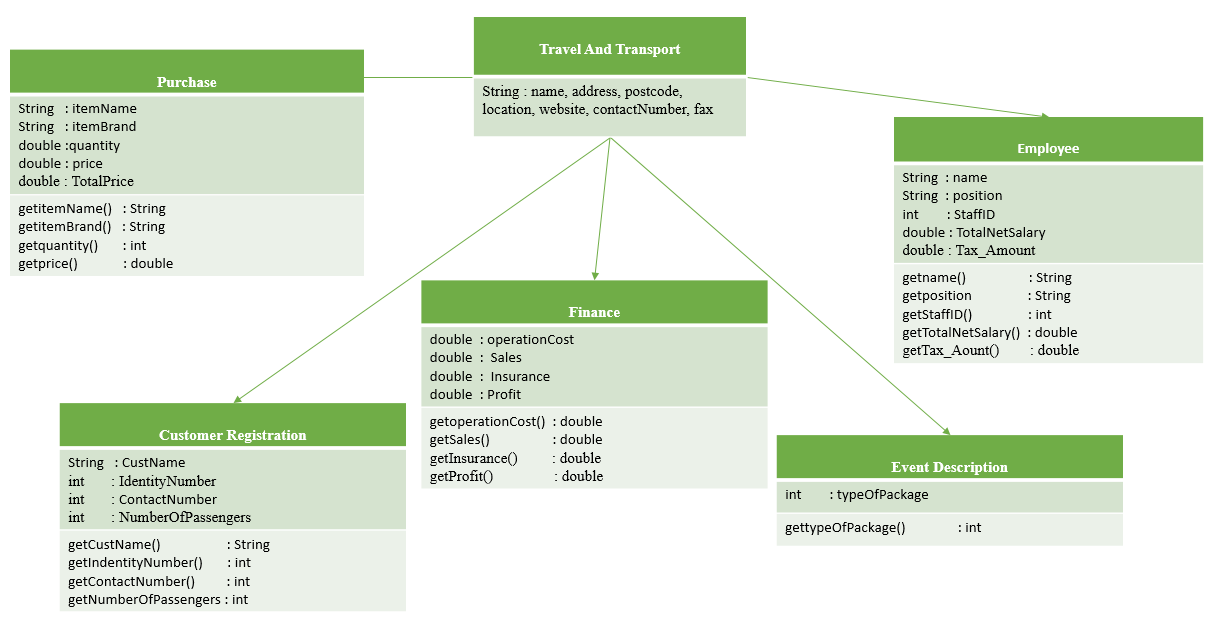 Travel And Transport
String : name, address, postcode,
location, website, contactNumber, fax
Purchase
String : itemName
String : itemBrand
double :quantity
double : price
double : TotalPrice
getitemName() : String
getitemBrand() : String
getquantity() : int
getprice() : double
Employee
String : name
String : position
int : StaffID
double : TotalNetSalary
double : Tax_Amount
getname() : String
getposition : String
getStaffID() : int
getTotalNetSalary() : double
getTax_Aount() : double
Finance
double : operationCost
double : Sales
double : Insurance
double : Profit
getoperationCost() : double
getSales() : double
getInsurance() : double
getProfit() : double
Customer Registration
String : CustName
int : IdentityNumber
int : ContactNumber
int : NumberOfPassengers
getCustName() : String
getIndentityNumber() : int
getContactNumber() : int
getNumberOfPassengers : int
Event Description
int : typeOfPackage
gettypeOfPackage() : int